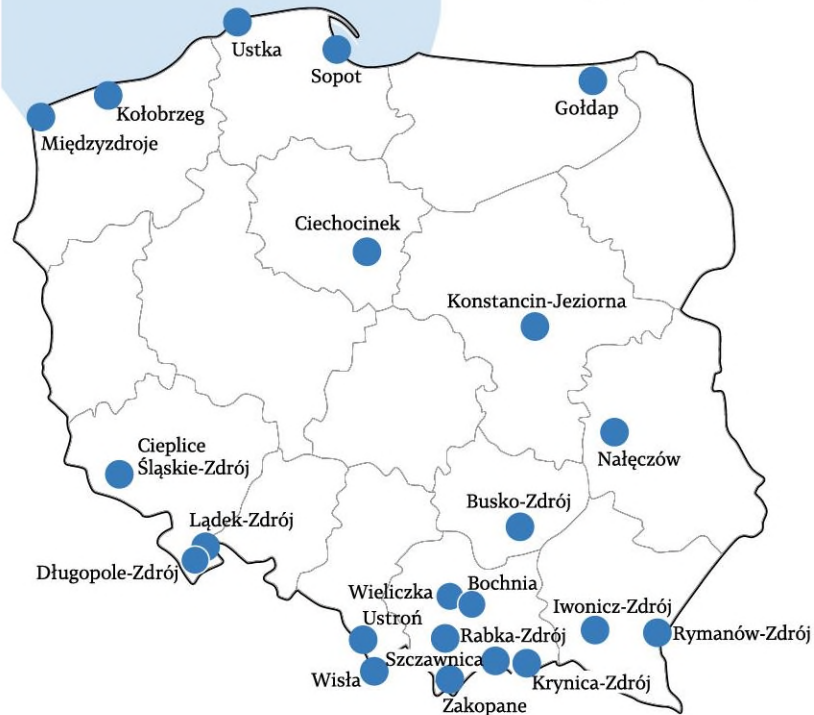 Ustka
Sopot
Gołdap
Kołobrzeg
Międzyzdroje
Ciechocinek
Konstancin-Jeziorna
Cieplice
Śląskie-Zdrój
Nałęczów
Busko-Zdrój
Lądek-Zdrój
Długopole-Zdrój
Wieliczka
Bochnia
Iwonicz-Zdrój
Ustroń
Rabka-Zdrój
Rymanów-Zdrój
Szczawnica
Wisła
Krynica-Zdrój
Zakopane